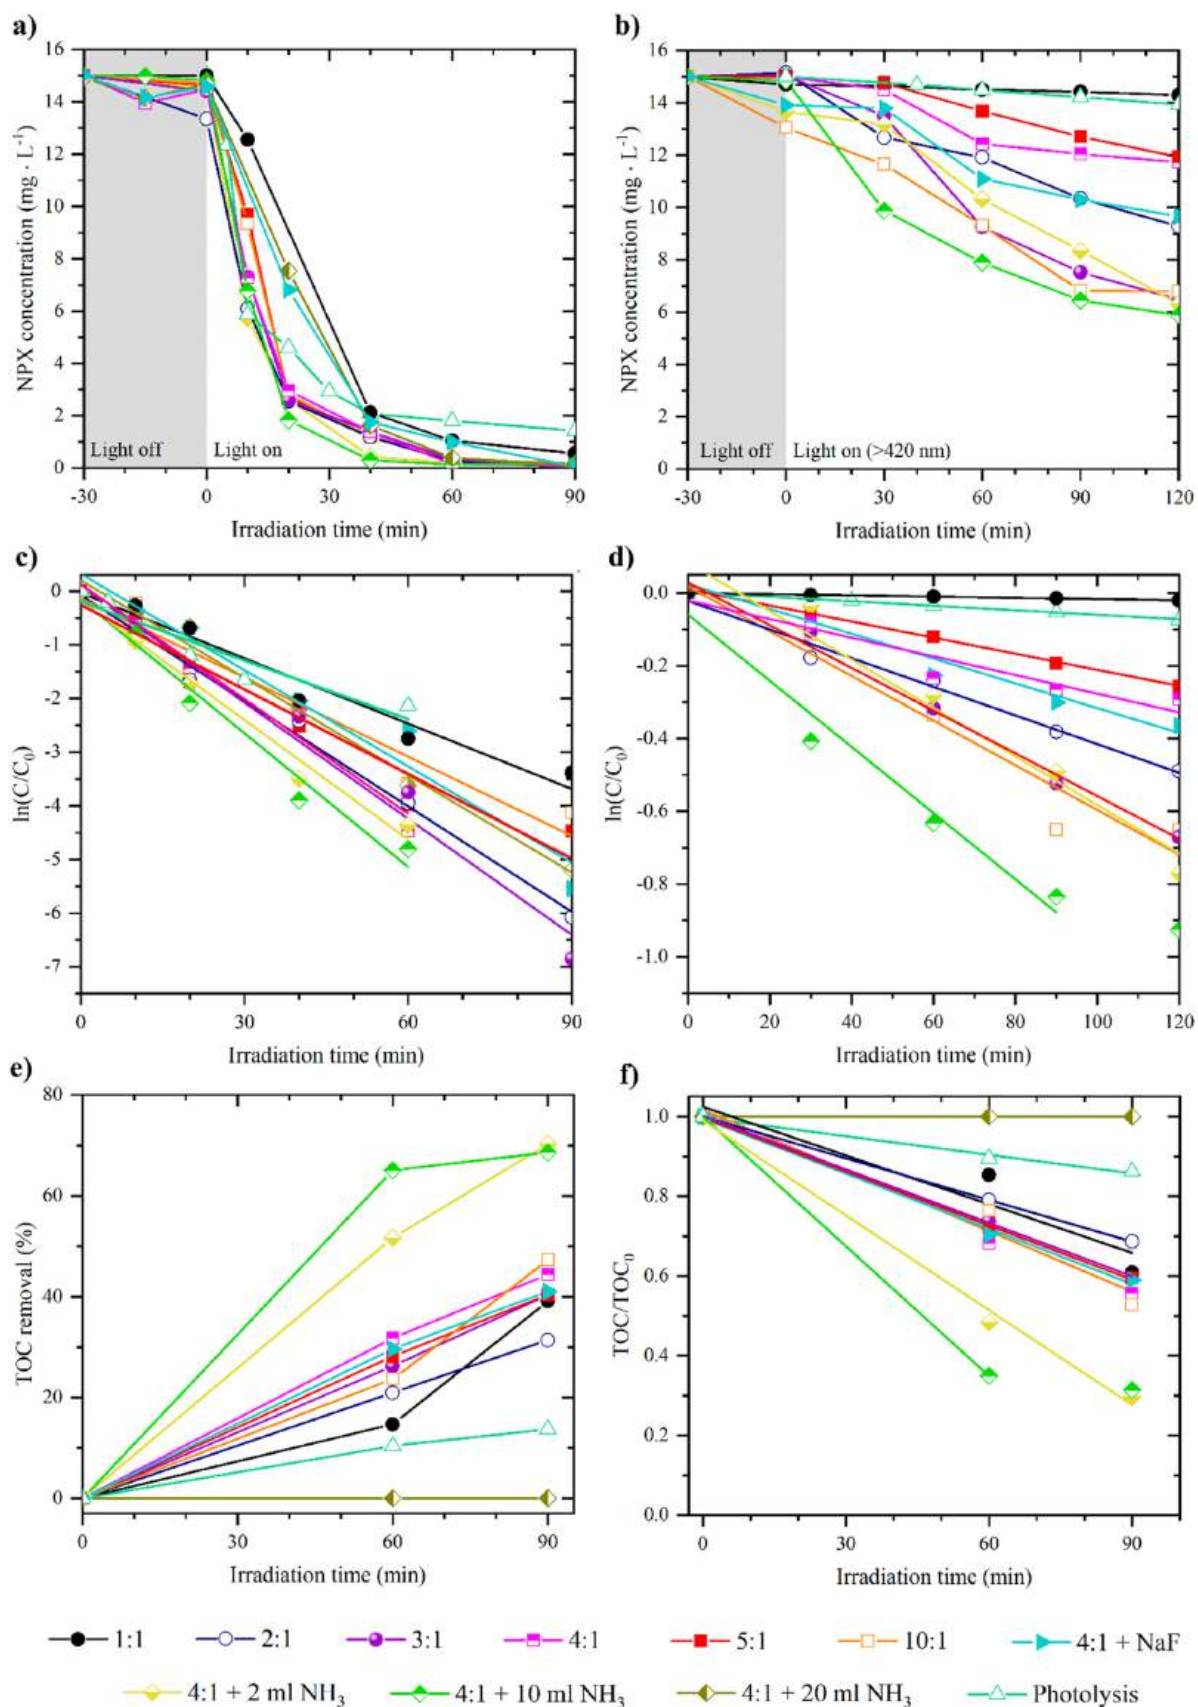 a)
NPX concentration (mg · L⁻¹)
16
14
12
10
8
6
4
2
0
Light off
Light on
-30
0
30
60
90
Irradiation time (min)
b)
NPX concentration (mg · L⁻¹)
16
14
12
10
8
6
4
2
0
Light off
Light on (>420 nm)
-30
0
30
60
90
120
Irradiation time (min)
c)
ln(C/C₀)
0
-1
-2
-3
-4
-5
-6
-7
0
30
60
90
Irradiation time (min)
d)
ln(C/C₀)
0.0
-0.2
-0.4
-0.6
-0.8
-1.0
0
20
40
60
80
100
120
Irradiation time (min)
e)
TOC removal (%)
80
60
40
20
0
0
30
60
90
Irradiation time (min)
f)
TOC/TOC₀
1.0
0.8
0.6
0.4
0.2
0.0
0
30
60
90
Irradiation time (min)
1:1
2:1
3:1
4:1
5:1
10:1
4:1 + NaF
4:1 + 2 ml NH₃
4:1 + 10 ml NH₃
4:1 + 20 ml NH₃
Photolysis